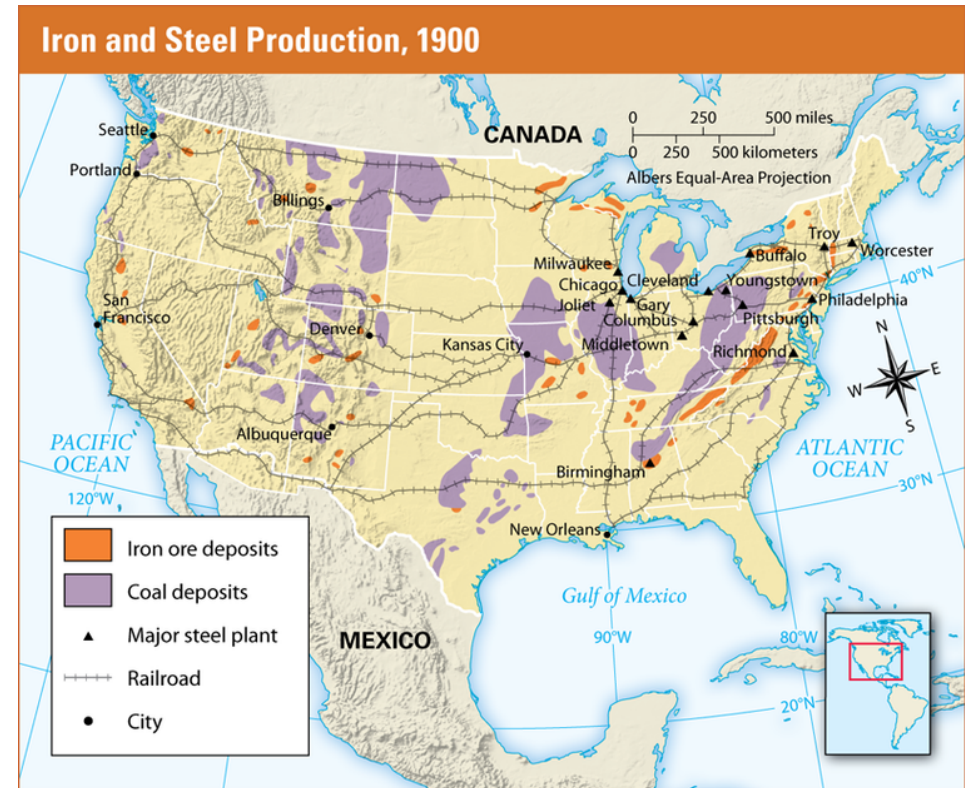 Iron and Steel Production, 1900
0 250 500 miles
0 250 500 kilometers
Albers Equal-Area Projection
CANADA
Seattle
Portland
Billings
Troy
Worcester
Buffalo
Milwaukee
Chicago
Cleveland
Youngstown
40°N
Joliet
Gary
Philadelphia
San
Francisco
Columbus
Pittsburgh
Denver
Kansas City
Middletown
Richmond
N
E
W
S
Albuquerque
PACIFIC
OCEAN
ATLANTIC
OCEAN
Birmingham
30°N
120°W
New Orleans
Iron ore deposits
Coal deposits
Major steel plant
Railroad
City
Gulf of Mexico
MEXICO
90°W
80°W
20°N